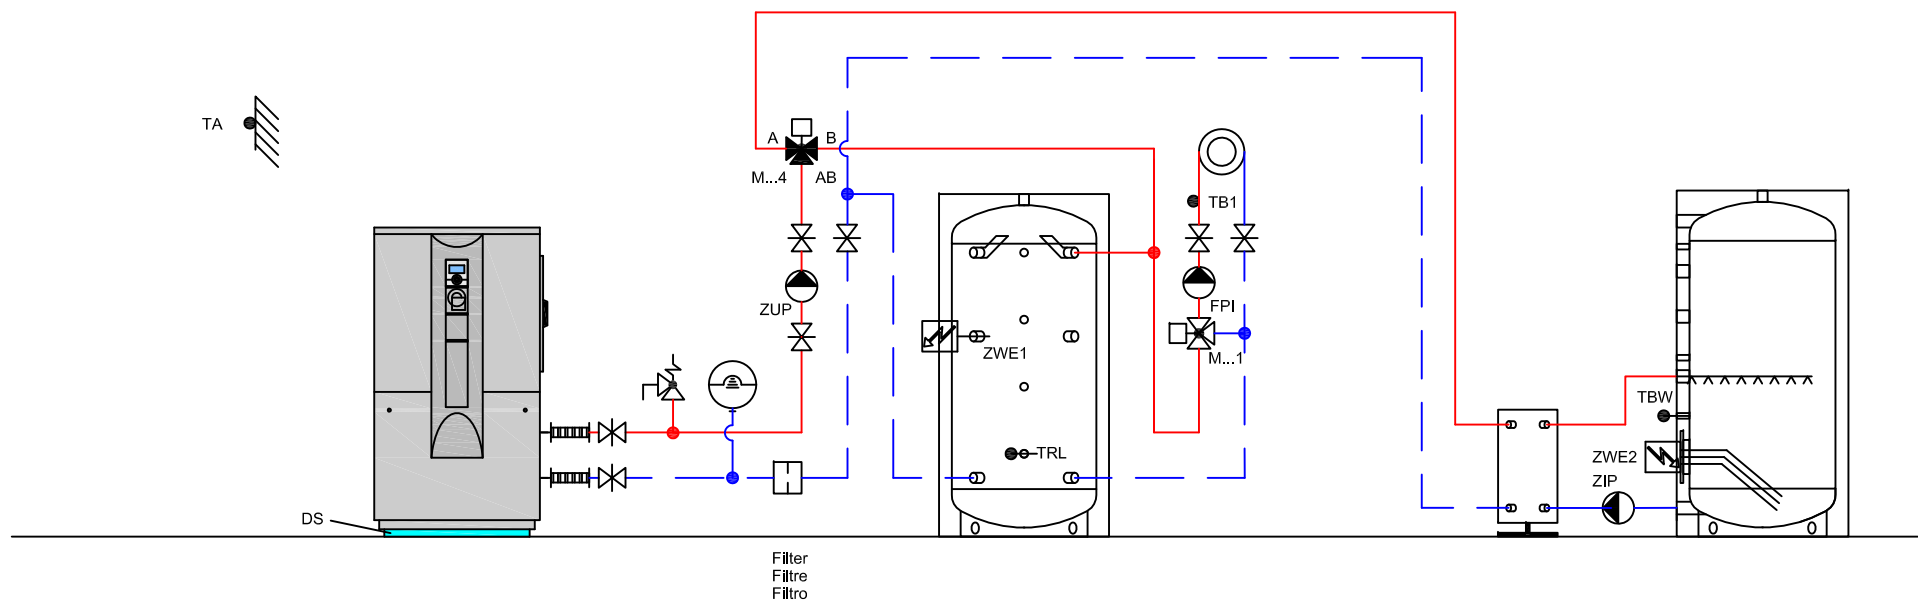 TA
A
B
M...4
AB
TB1
ZUP
FPI
ZWE1
M...1
TBW
TRL
ZWE2
ZIP
DS
Filter
Filtre
Filtro